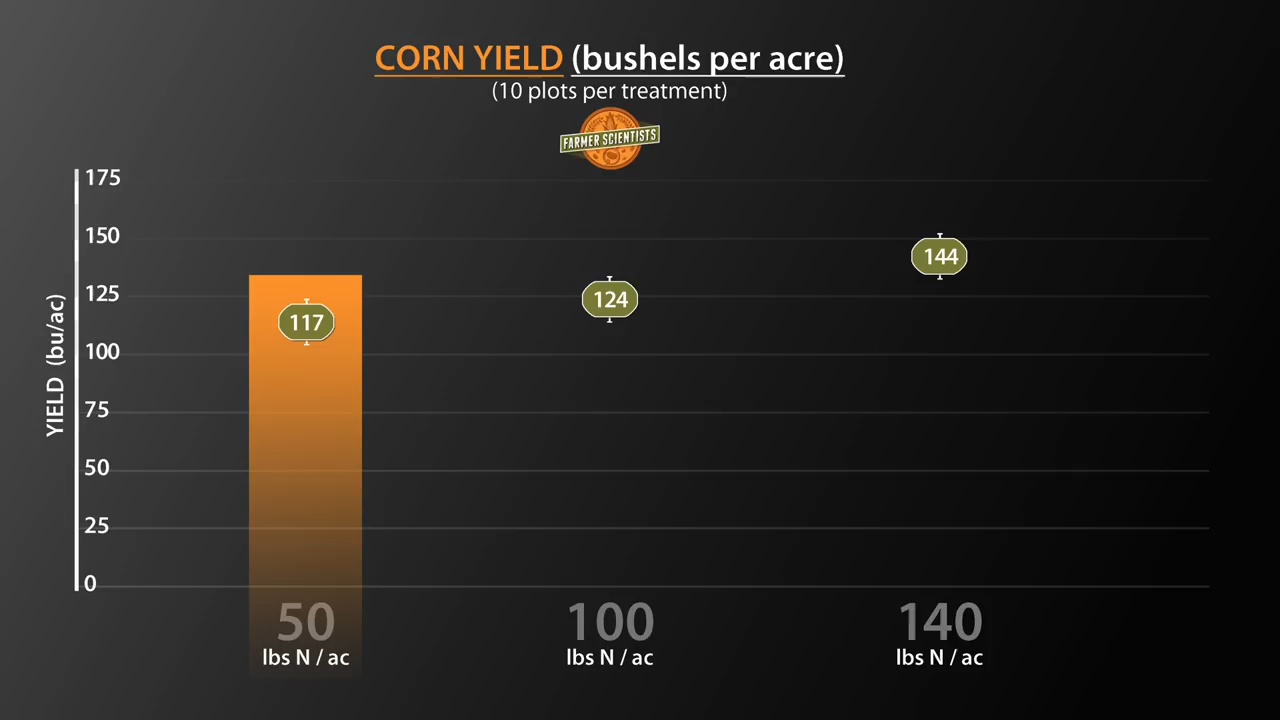 CORN YIELD (bushels per acre)
(10 plots per treatment)
FARMER SCIENTISTS
175
150
125
100
75
50
25
0
YIELD (bu/ac)
117
124
144
50
lbs N / ac
100
lbs N / ac
140
lbs N / ac